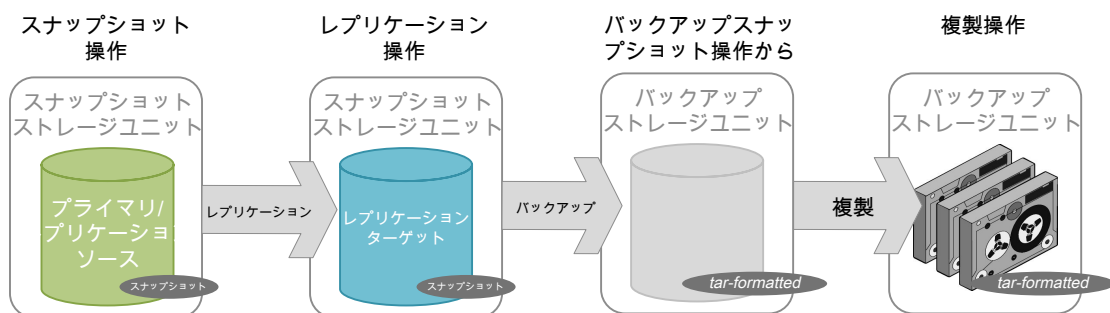 スナップショット
操作
レプリケーション
操作
バックアップスナッ
プショット操作から
複製操作
スナップショット
ストレージユニット
スナップショット
ストレージユニット
バックアップ
ストレージユニット
バックアップ
ストレージユニット
プライマリ/
プリケーショ
ソース
スナップショット
レプリケーション
レプリケーション
ターゲット
スナップショット
バックアップ
tar-formatted
複製
tar-formatted